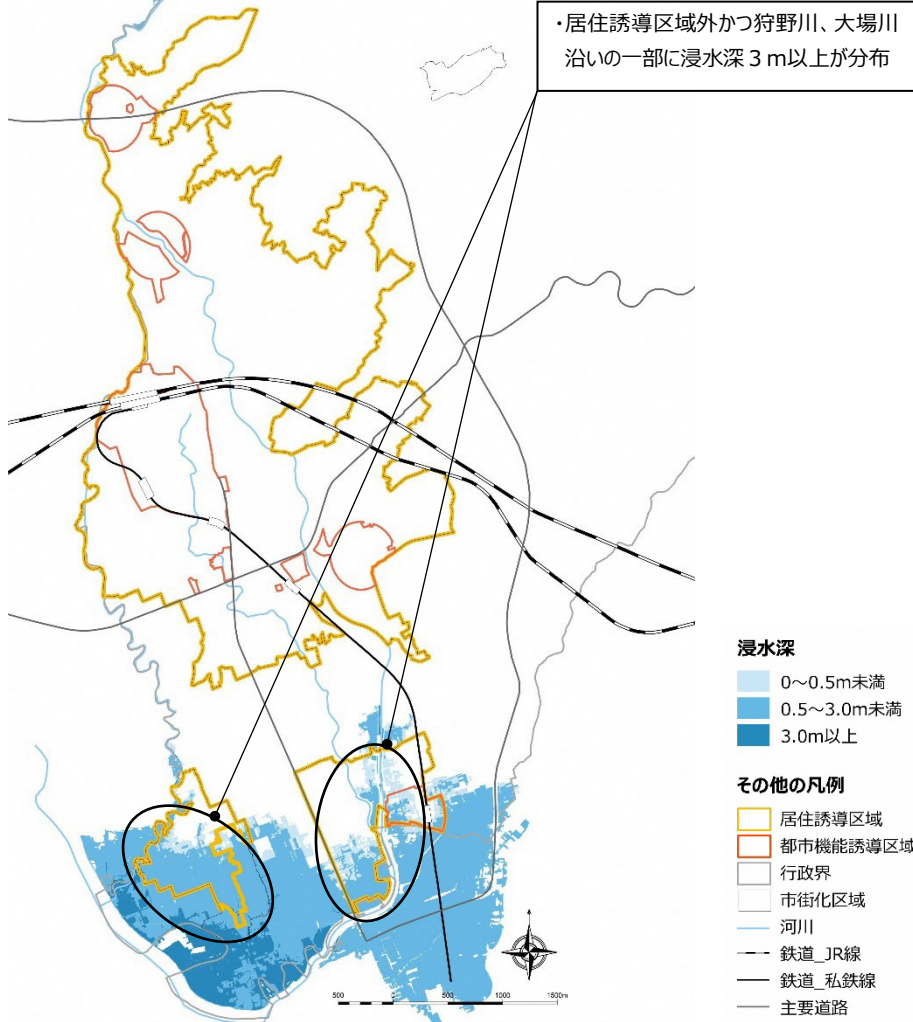 ・居住誘導区域外かつ狩野川、大場川
沿いの一部に浸水深3m以上が分布
浸水深
0～0.5m未満
0.5～3.0m未満
3.0m以上
その他の凡例
居住誘導区域
都市機能誘導区域
行政界
市街化区域
河川
鉄道_JR線
鉄道_私鉄線
主要道路
500 0 500 1000 1500m